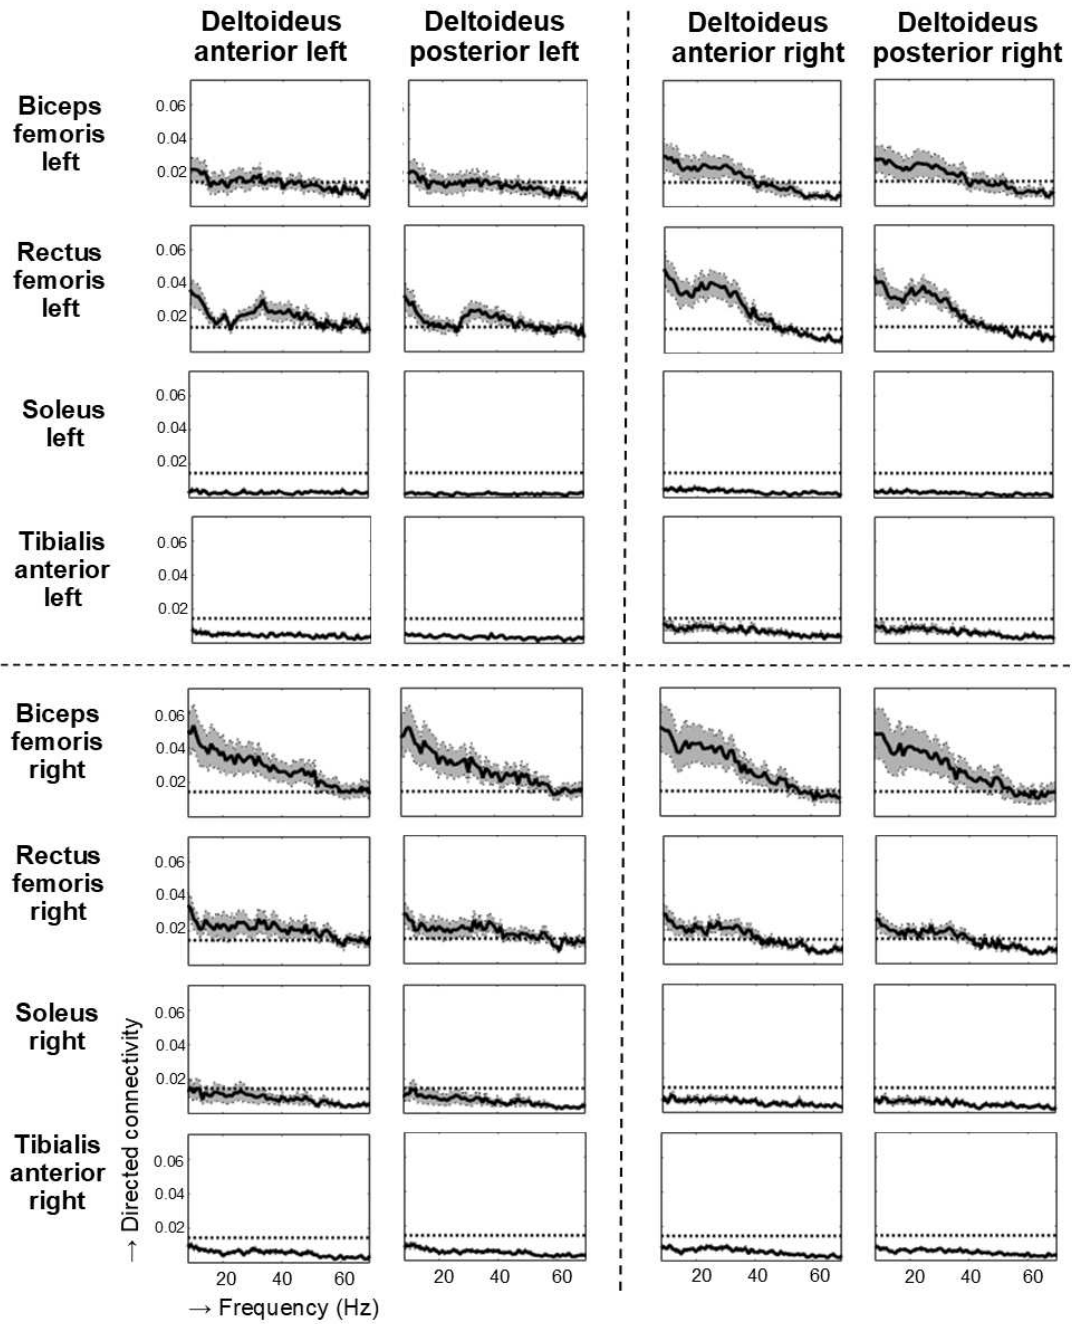 Deltoideus
anterior left
Deltoideus
posterior left
Deltoideus
anterior right
Deltoideus
posterior right
Biceps
femoris
left
0.06
0.04
0.02
Rectus
femoris
left
0.06
0.04
0.02
Soleus
left
0.06
0.04
0.02
Tibialis
anterior
left
0.06
0.04
0.02
Biceps
femoris
right
0.06
0.04
0.02
Rectus
femoris
right
0.06
0.04
0.02
Soleus
right
0.06
0.04
0.02
Tibialis
anterior
right
0.06
0.04
0.02
→ Directed connectivity
20 40 60
20 40 60
20 40 60
20 40 60
→ Frequency (Hz)